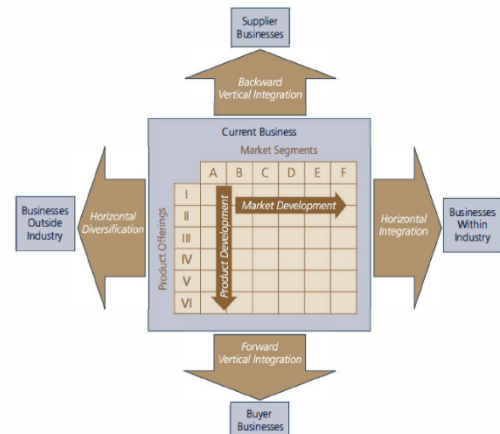 Supplier
Businesses
Backward
Vertical Integration
Current Business
Market Segments
A B C D E F
Businesses
Outside
Industry
Horizontal
Diversification
Product Offerings
I
II
III
IV
V
VI
Product Development
Market Development
Horizontal
Integration
Businesses
Within
Industry
Forward
Vertical Integration
Buyer
Businesses